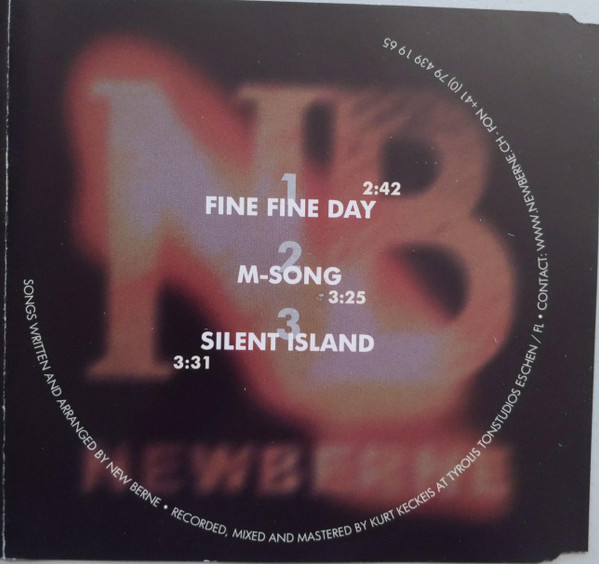 NB
1
2:42
FINE FINE DAY
2
M-SONG
3:25
3
SILENT ISLAND
3:31
NEWBERNE
SONGS WRITTEN AND ARRANGED BY NEW BERNE • RECORDED, MIXED AND MASTERED BY KURT KECKEIS AT TYROLIS TONSTUDIOS ESCHEN / FL • CONTACT: WWW.NEWBERNE.CH - FON +41 (0)79 439 19 65